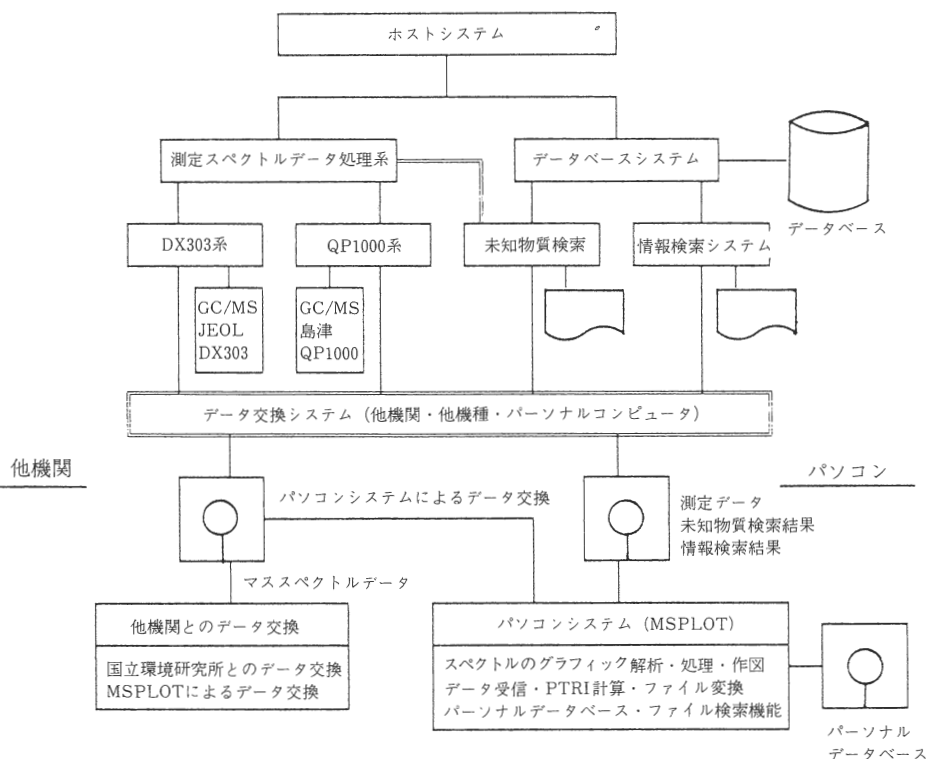 ホストシステム
測定スペクトルデータ処理系
データベースシステム
データベース
DX303系
QP1000系
未知物質検索
情報検索システム
GC/MS
JEOL
DX303
GC/MS
島津
QP1000
データ交換システム（他機関・他機種・パーソナルコンピュータ）
他機関
パソコン
パソコンシステムによるデータ交換
測定データ
未知物質検索結果
情報検索結果
マススペクトルデータ
他機関とのデータ交換
国立環境研究所とのデータ交換
MSPLOTによるデータ交換
パソコンシステム（MSPLOT）
スペクトルのグラフィック解析・処理・作図
データ受信・PTRI計算・ファイル変換
パーソナルデータベース・ファイル検索機能
パーソナル
データベース